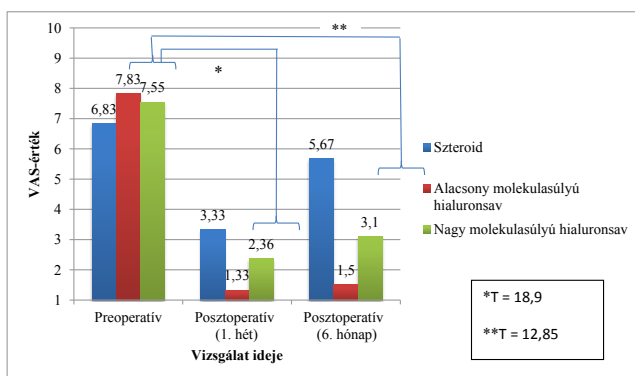 VAS-érték
10
9
8
7
6
5
4
3
2
1
**
*
6,83
7,83
7,55
3,33
1,33
2,36
5,67
1,5
3,1
Preoperatív
Posztoperatív
(1. hét)
Posztoperatív
(6. hónap)
Vizsgálat ideje
Szteroid
Alacsony molekulasúlyú
hialuronsav
Nagy molekulasúlyú hialuronsav
*T = 18,9
**T = 12,85